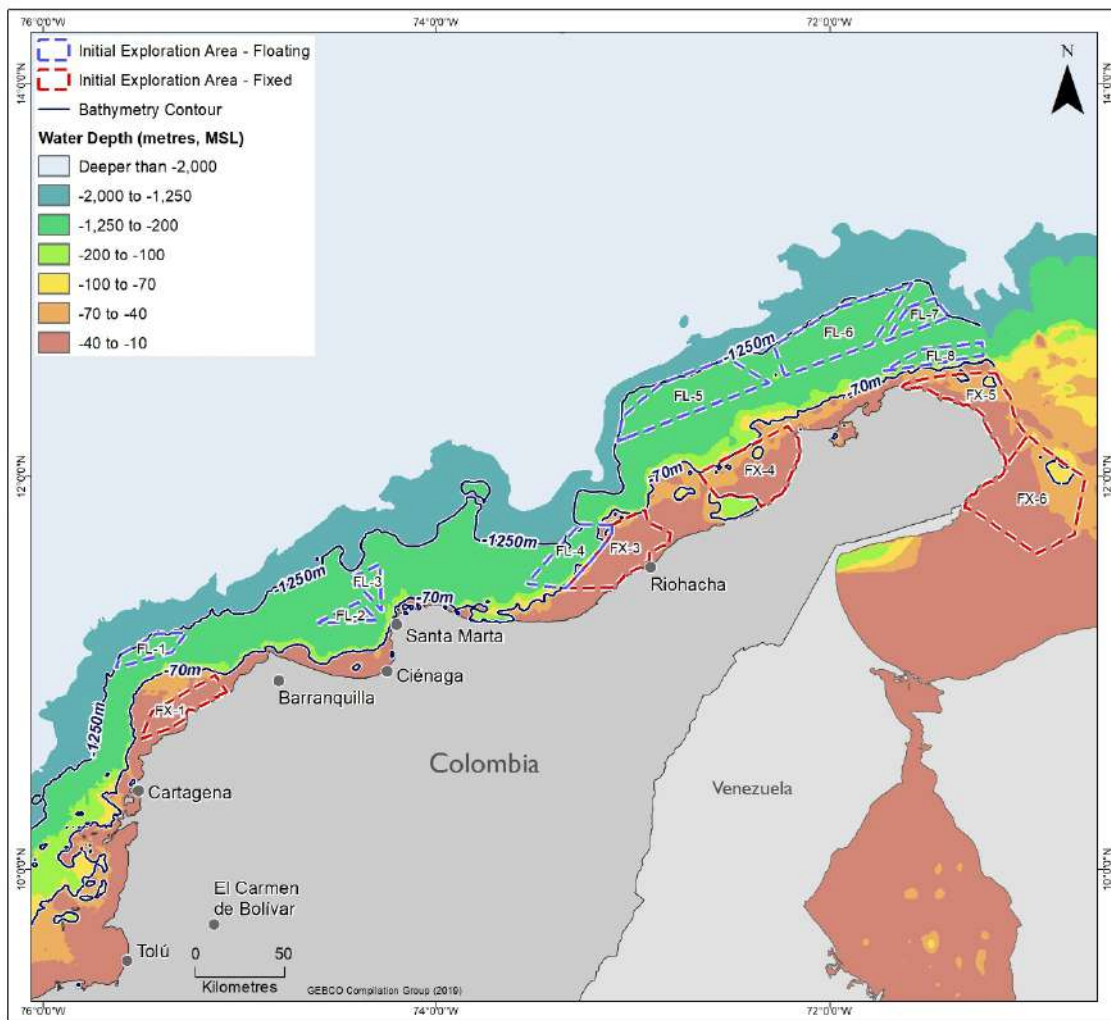 76°0'0"W
74°0'0"W
72°0'0"W
14°0'0"N
14°0'0"N
Initial Exploration Area - Floating
Initial Exploration Area - Fixed
Bathymetry Contour
Water Depth (metres, MSL)
Deeper than -2,000
-2,000 to -1,250
-1,250 to -200
-200 to -100
-100 to -70
-70 to -40
-40 to -10
N
FL-7
FL-6
-1250m
FL-8
FL-5
-70m
FX-5
12°0'0"N
12°0'0"N
-70m
FX-4
FX-6
-1250m
FL-4
FX-3
Riohacha
FL-3
-1250m
-70m
FL-2
Santa Marta
FL-1
-70m
Ciénaga
Barranquilla
FX-1
-1250m
Colombia
Venezuela
Cartagena
10°0'0"N
10°0'0"N
El Carmen
de Bolívar
Tolú
0 50
Kilometres
GEBCO Compilation Group (2019)
76°0'0"W
74°0'0"W
72°0'0"W